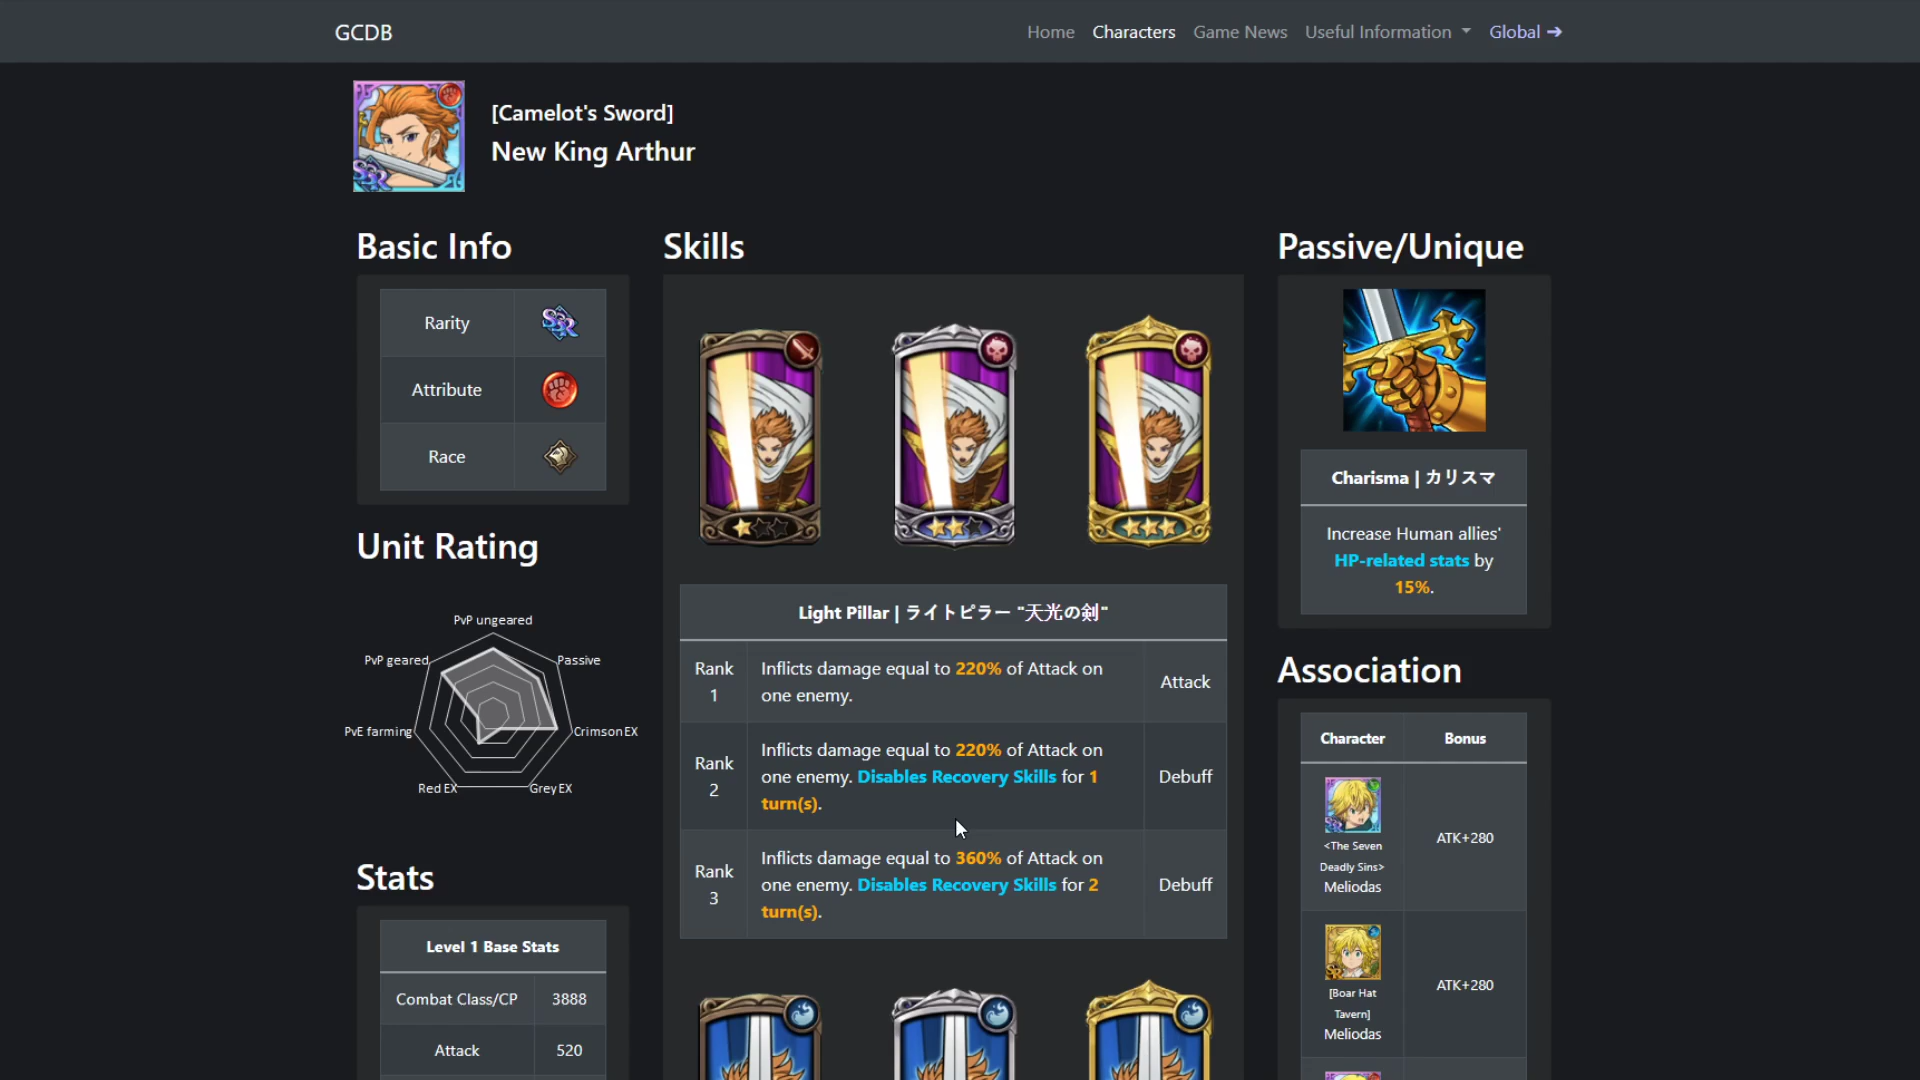 GCDB
Home Characters Game News Useful Information Global ➔
[Camelot's Sword]
New King Arthur
Basic Info
Rarity SSR
Attribute
Race
Unit Rating
PvP ungeared
PvP geared
Passive
PvE farming
Crimson EX
Red EX
Grey EX
Stats
Level 1 Base Stats
Combat Class/CP 3888
Attack 520
Skills
Light Pillar | ライトピラー "天光の剣"
Rank 1
Inflicts damage equal to 220% of Attack on
one enemy.
Attack
Rank 2
Inflicts damage equal to 220% of Attack on
one enemy. Disables Recovery Skills for 1
turn(s).
Debuff
Rank 3
Inflicts damage equal to 360% of Attack on
one enemy. Disables Recovery Skills for 2
turn(s).
Debuff
Passive/Unique
Charisma | カリスマ
Increase Human allies'
HP-related stats by
15%.
Association
Character Bonus
<The Seven
Deadly Sins>
Meliodas
ATK+280
[Boar Hat
Tavern]
Meliodas
ATK+280